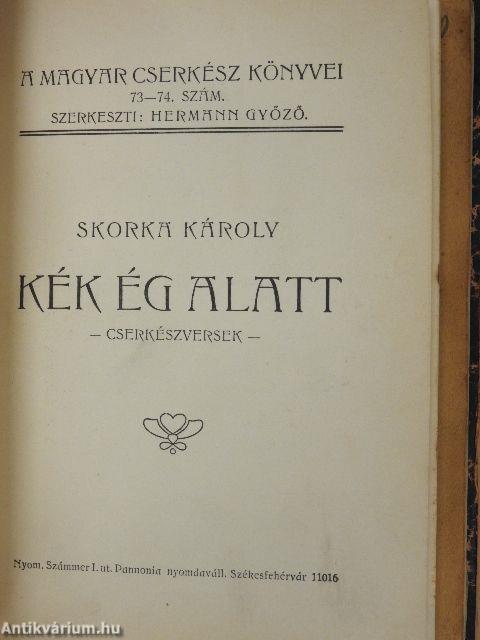 A MAGYAR CSERKÉSZ KÖNYVEI
73—74. SZÁM.
SZERKESZTI: HERMANN GYŐZŐ.
SKORKA KÁROLY
KÉK ÉG ALATT
— CSERKÉSZVERSEK —
Nyom. Számmer I. ut. Pannonia nyomdaváll. Székesfehérvár 11016
Antikvárium.hu